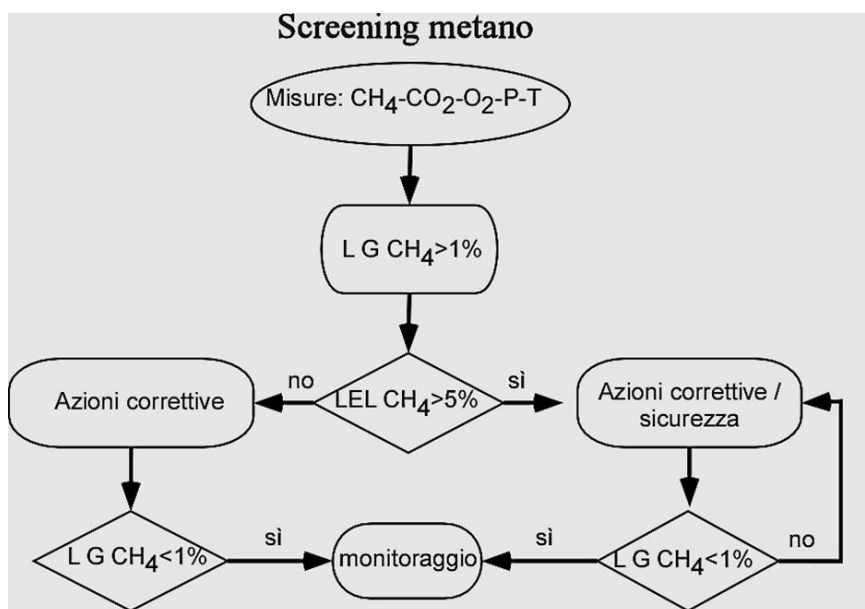 Screening metano
Misure: CH4-CO2-O2-P-T
L G CH4>1%
no
LEL CH4>5%
sì
Azioni correttive
Azioni correttive /
sicurezza
L G CH4<1%
sì
monitoraggio
sì
L G CH4<1%
no